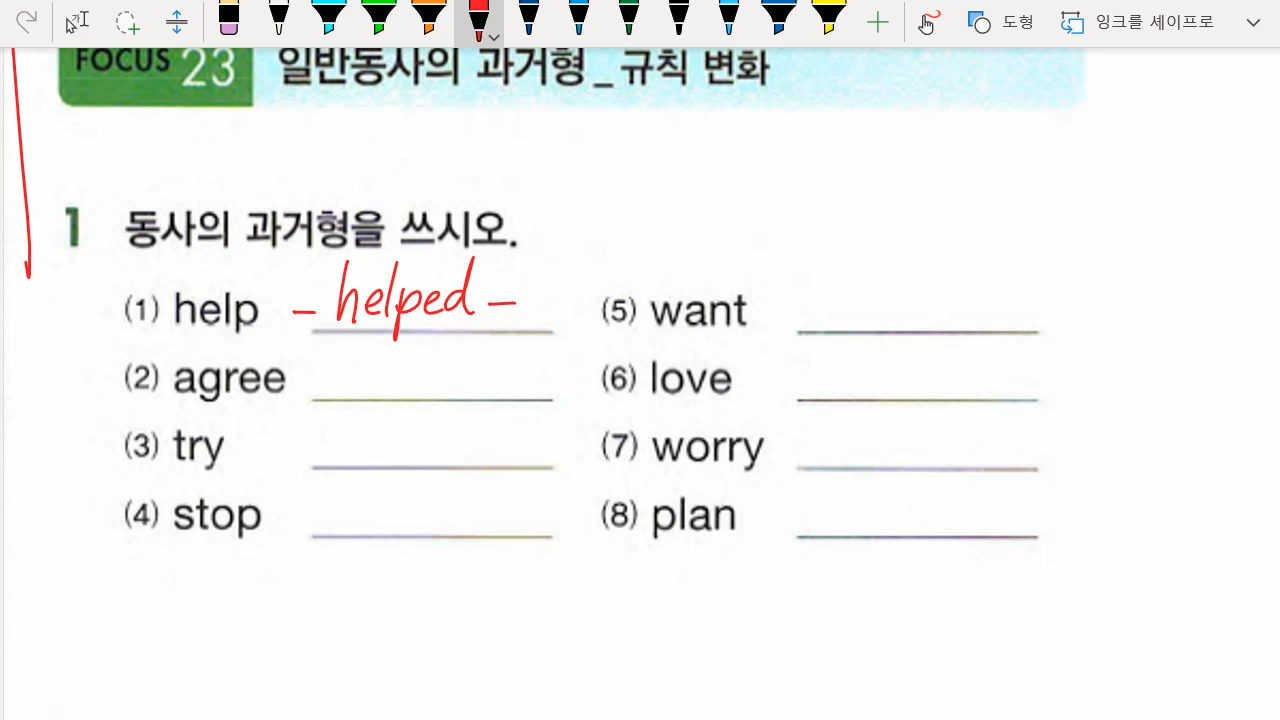 도형
잉크를 셰이프로
FOCUS 23 일반동사의 과거형_규칙 변화
1 동사의 과거형을 쓰시오.
(1) help - helped - (5) want
(2) agree (6) love
(3) try (7) worry
(4) stop (8) plan